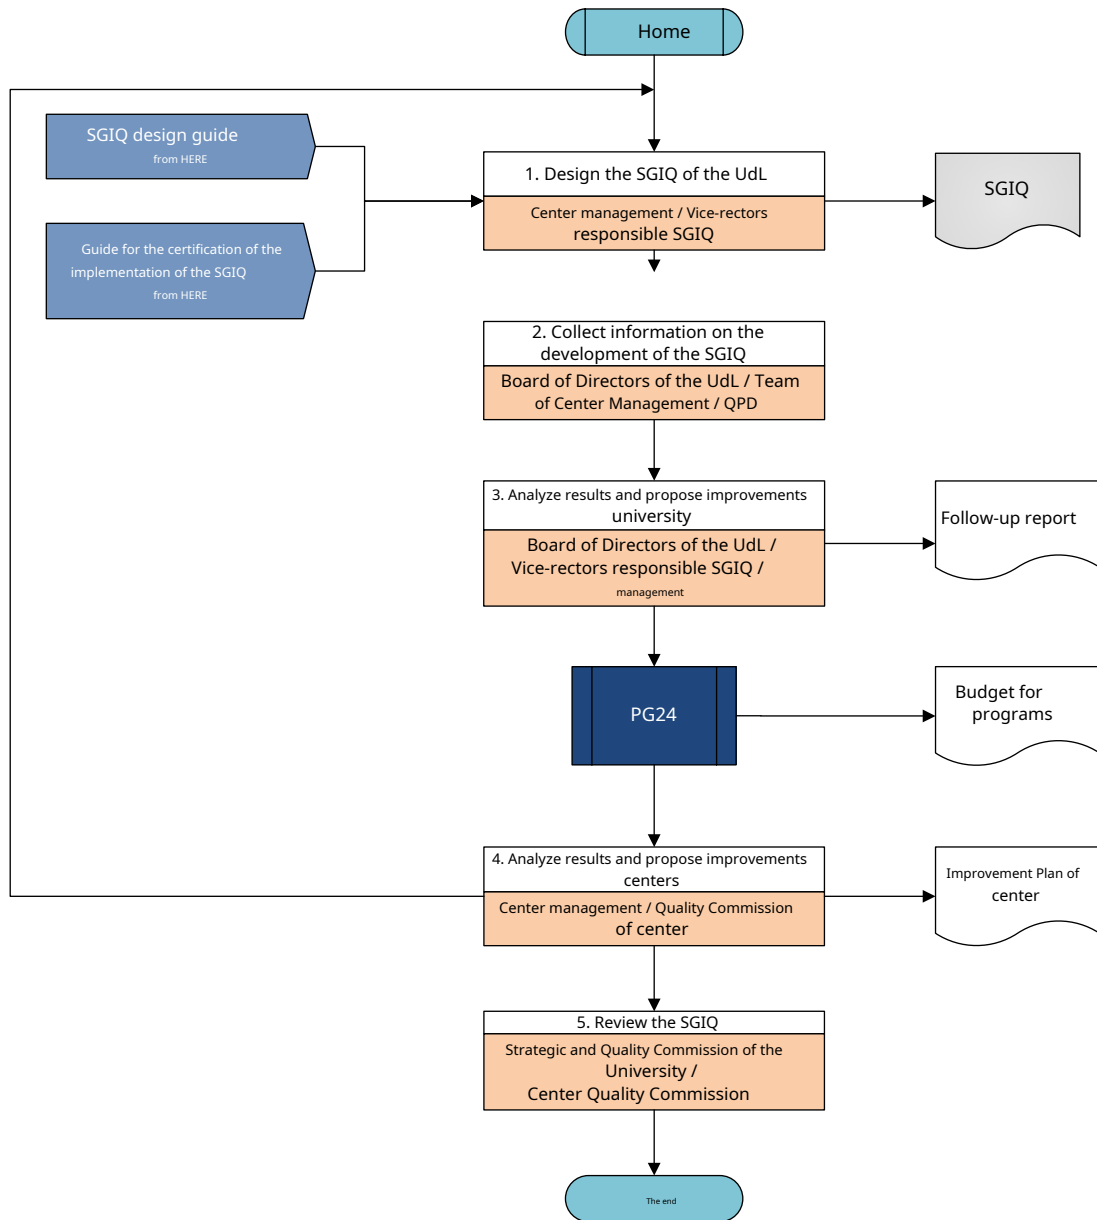 Home
SGIQ design guide
from HERE
1. Design the SGIQ of the UdL
Center management / Vice-rectors
responsible SGIQ
SGIQ
Guide for the certification of the
implementation of the SGIQ
from HERE
2. Collect information on the
development of the SGIQ
Board of Directors of the UdL / Team
of Center Management / QPD
3. Analyze results and propose improvements
university
Board of Directors of the UdL /
Vice-rectors responsible SGIQ /
management
Follow-up report
PG24
Budget for
programs
4. Analyze results and propose improvements
centers
Center management / Quality Commission
of center
Improvement Plan of
center
5. Review the SGIQ
Strategic and Quality Commission of the
University /
Center Quality Commission
The end